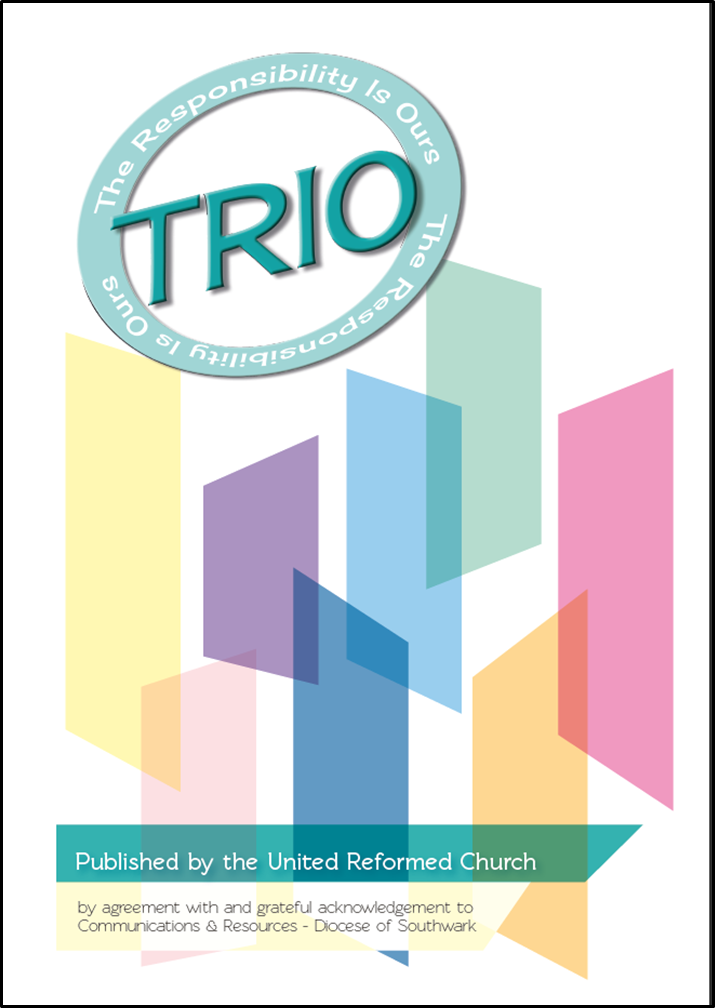 The Responsibility Is Ours
TRIO
The Responsibility Is Ours
Published by the United Reformed Church
by agreement with and grateful acknowledgement to
Communications & Resources - Diocese of Southwark